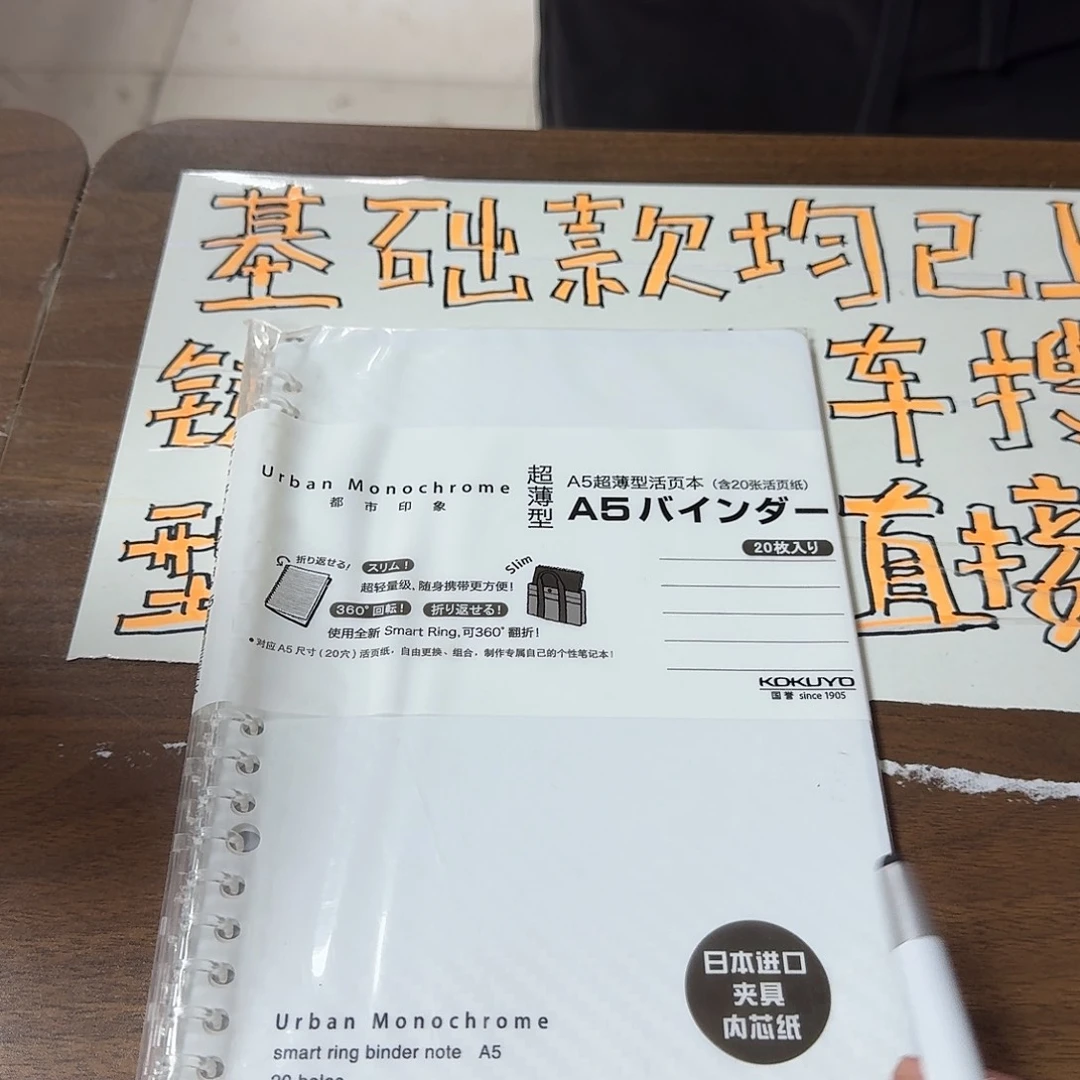 基础款均已上
车搜
直接
Urban Monochrome
都市印象
超薄型
A5超薄型活页本（含20张活页纸）
A5バインダー
20枚入り
折り返せる!
スリム!
Slim
超轻量级，随身携带更方便!
360°回転! 折り返せる!
使用全新 Smart Ring,可360°翻折!
•对应A5尺寸(20穴)活页纸，自由更换、组合，制作专属自己的个性笔记本!
KOKUYO
国誉 since 1905
日本进口
夹具
内芯纸
Urban Monochrome
smart ring binder note A5
20 holes